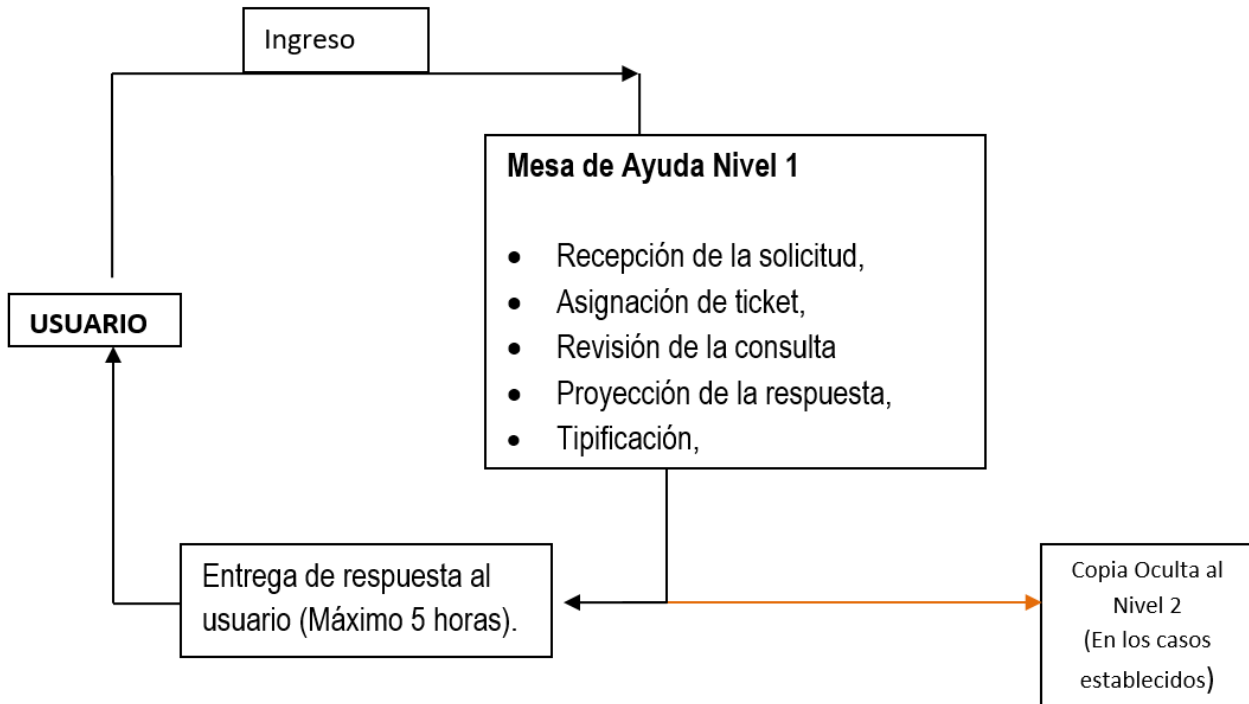 Ingreso
Mesa de Ayuda Nivel 1
• Recepción de la solicitud,
• Asignación de ticket,
• Revisión de la consulta
• Proyección de la respuesta,
• Tipificación,
USUARIO
Entrega de respuesta al
usuario (Máximo 5 horas).
Copia Oculta al
Nivel 2
(En los casos
establecidos)